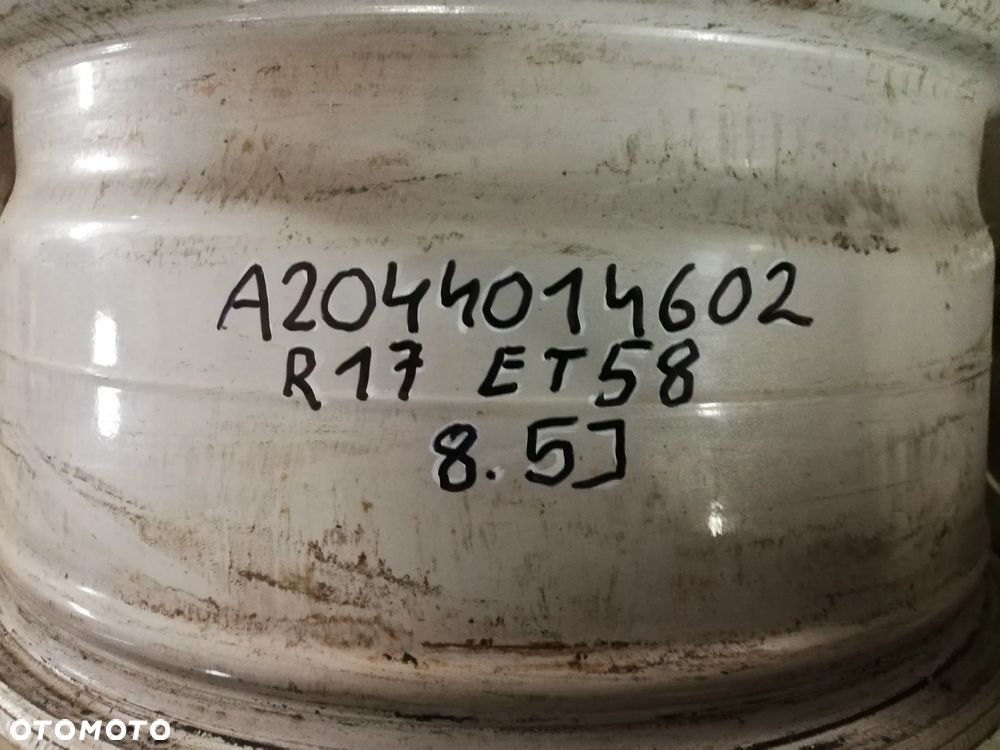 A2044014602
R17 ET58
8.5J
OTOMOTO